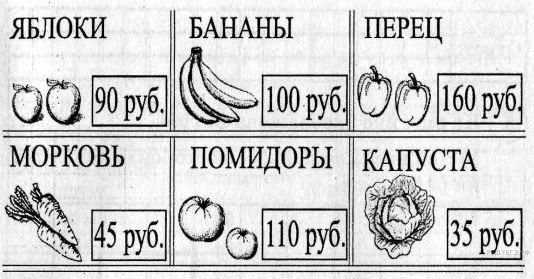 ЯБЛОКИ
90 руб.
БАНАНЫ
100 руб.
ПЕРЕЦ
160 руб.
МОРКОВЬ
45 руб.
ПОМИДОРЫ
110 руб.
КАПУСТА
35 руб.